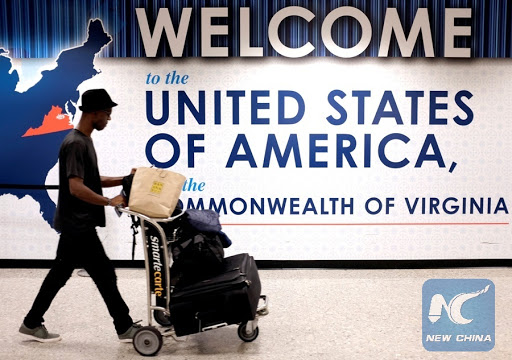 WELCOME
to the
UNITED STATES
OF AMERICA,
the
OMMONWEALTH OF VIRGINIA
smartecarte
NEW CHINA